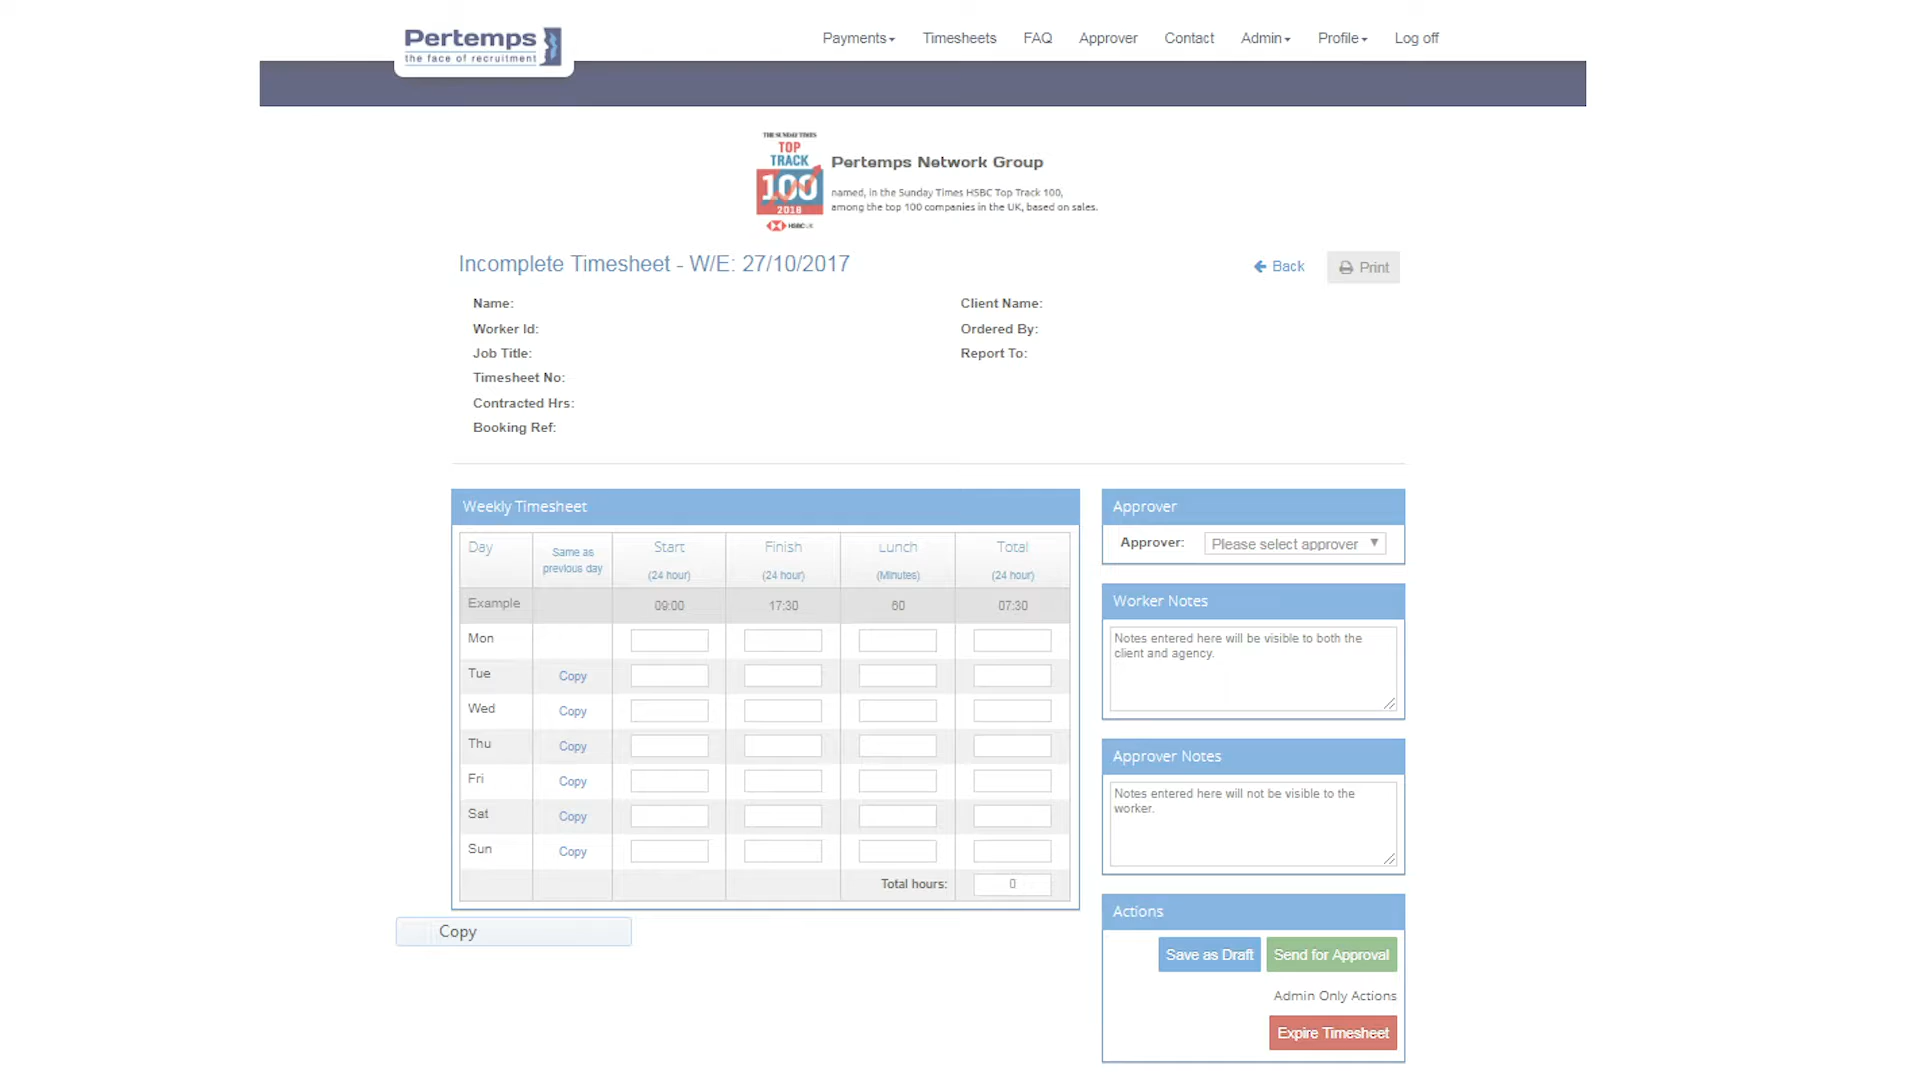 Pertemps
the face of recruitment
Payments Timesheets FAQ Approver Contact Admin Profile Log off
THE SUNDAY TIMES
TOP
TRACK
100
2018
HSBC UK
Pertemps Network Group
named, in the Sunday Times HSBC Top Track 100,
among the top 100 companies in the UK, based on sales.
Incomplete Timesheet - W/E: 27/10/2017
Back Print
Name: Client Name:
Worker Id: Ordered By:
Job Title: Report To:
Timesheet No:
Contracted Hrs:
Booking Ref:
Weekly Timesheet
Day Same as previous day Start (24 hour) Finish (24 hour) Lunch (Minutes) Total (24 hour)
Example 09:00 17:30 60 07:30
Mon
Tue Copy
Wed Copy
Thu Copy
Fri Copy
Sat Copy
Sun Copy
Total hours: 0
Copy
Approver
Approver: Please select approver
Worker Notes
Notes entered here will be visible to both the
client and agency.
Approver Notes
Notes entered here will not be visible to the
worker.
Actions
Save as Draft Send for Approval
Admin Only Actions
Expire Timesheet